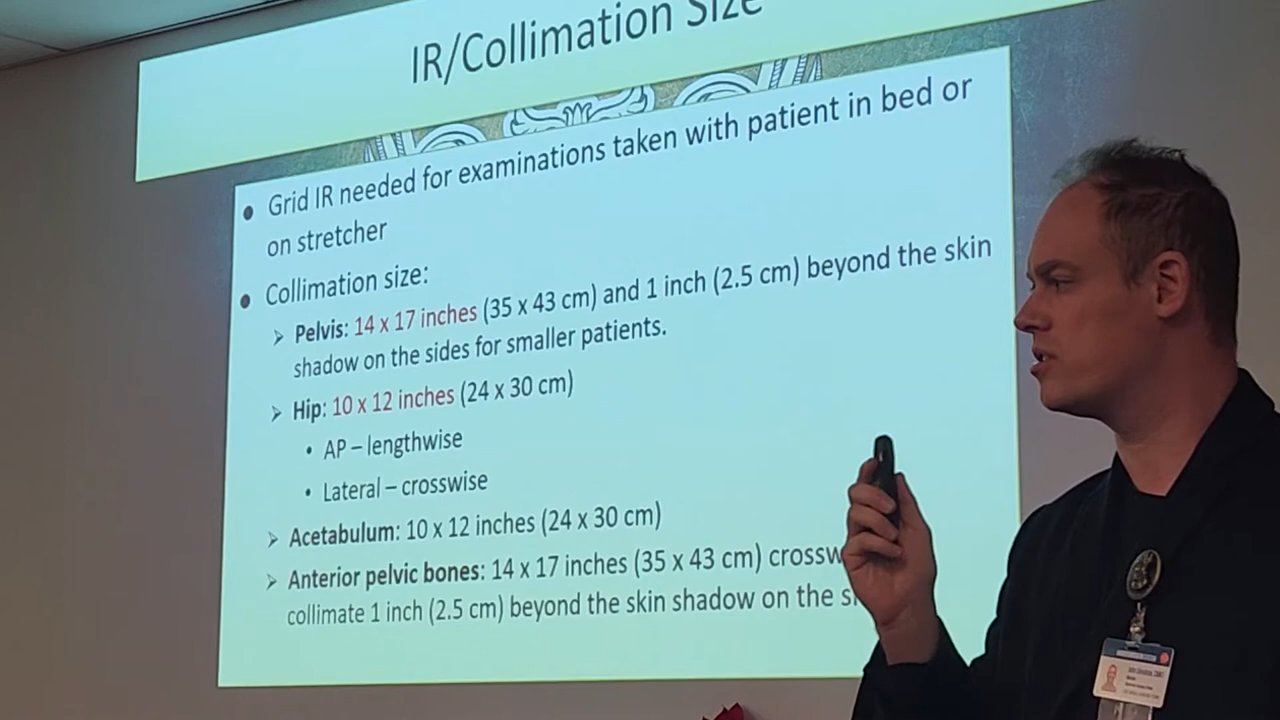 IR/Collimation Size
• Grid IR needed for examinations taken with patient in bed or
on stretcher
• Collimation size:
➢ Pelvis: 14 x 17 inches (35 x 43 cm) and 1 inch (2.5 cm) beyond the skin
shadow on the sides for smaller patients.
➢ Hip: 10 x 12 inches (24 x 30 cm)
• AP – lengthwise
• Lateral – crosswise
➢ Acetabulum: 10 x 12 inches (24 x 30 cm)
➢ Anterior pelvic bones: 14 x 17 inches (35 x 43 cm) crossw
collimate 1 inch (2.5 cm) beyond the skin shadow on the